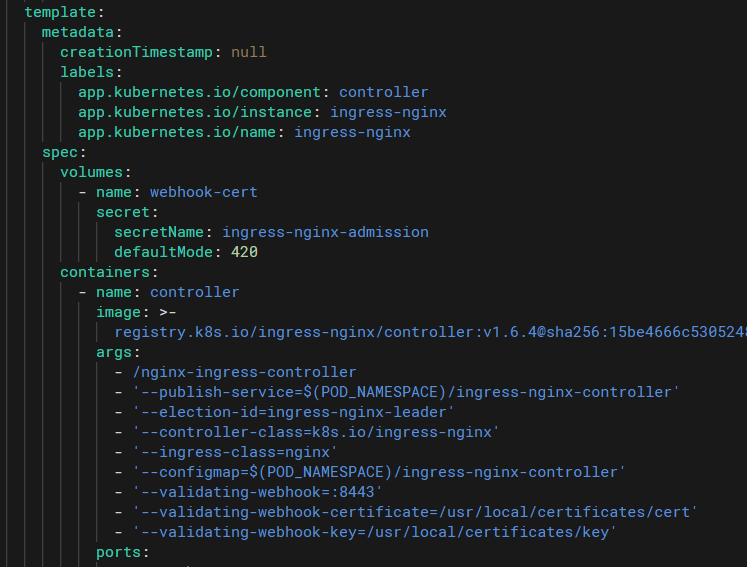 template:
metadata:
creationTimestamp: null
labels:
app.kubernetes.io/component: controller
app.kubernetes.io/instance: ingress-nginx
app.kubernetes.io/name: ingress-nginx
spec:
volumes:
- name: webhook-cert
secret:
secretName: ingress-nginx-admission
defaultMode: 420
containers:
- name: controller
image: >-
registry.k8s.io/ingress-nginx/controller:v1.6.4@sha256:15be4666c5305248
args:
- /nginx-ingress-controller
- '--publish-service=$(POD_NAMESPACE)/ingress-nginx-controller'
- '--election-id=ingress-nginx-leader'
- '--controller-class=k8s.io/ingress-nginx'
- '--ingress-class=nginx'
- '--configmap=$(POD_NAMESPACE)/ingress-nginx-controller'
- '--validating-webhook=:8443'
- '--validating-webhook-certificate=/usr/local/certificates/cert'
- '--validating-webhook-key=/usr/local/certificates/key'
ports: